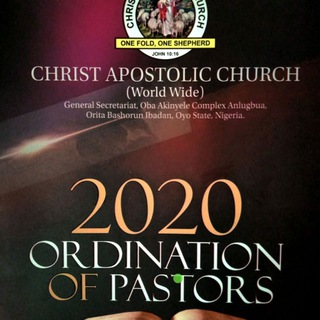 CHRIST
CHURCH
ONE FOLD, ONE SHEPHERD
JOHN 10:16
CHRIST APOSTOLIC CHURCH
(World Wide)
General Secretariat, Oba Akinyele Complex Anlugbua,
Orita Bashorun Ibadan, Oyo State, Nigeria.
2020
ORDINATION
OF PASTORS